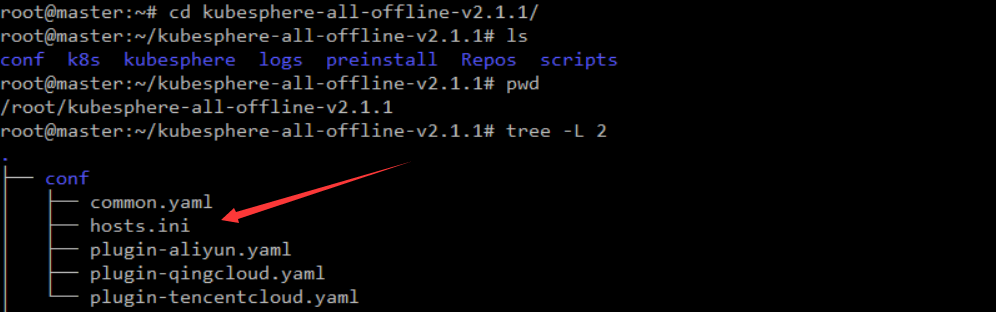 root@master:~# cd kubesphere-all-offline-v2.1.1/
root@master:~/kubesphere-all-offline-v2.1.1# ls
conf  k8s  kubesphere  logs  preinstall  Repos  scripts
root@master:~/kubesphere-all-offline-v2.1.1# pwd
/root/kubesphere-all-offline-v2.1.1
root@master:~/kubesphere-all-offline-v2.1.1# tree -L 2
.
├── conf
│   ├── common.yaml
│   ├── hosts.ini
│   ├── plugin-aliyun.yaml
│   ├── plugin-qingcloud.yaml
│   └── plugin-tencentcloud.yaml